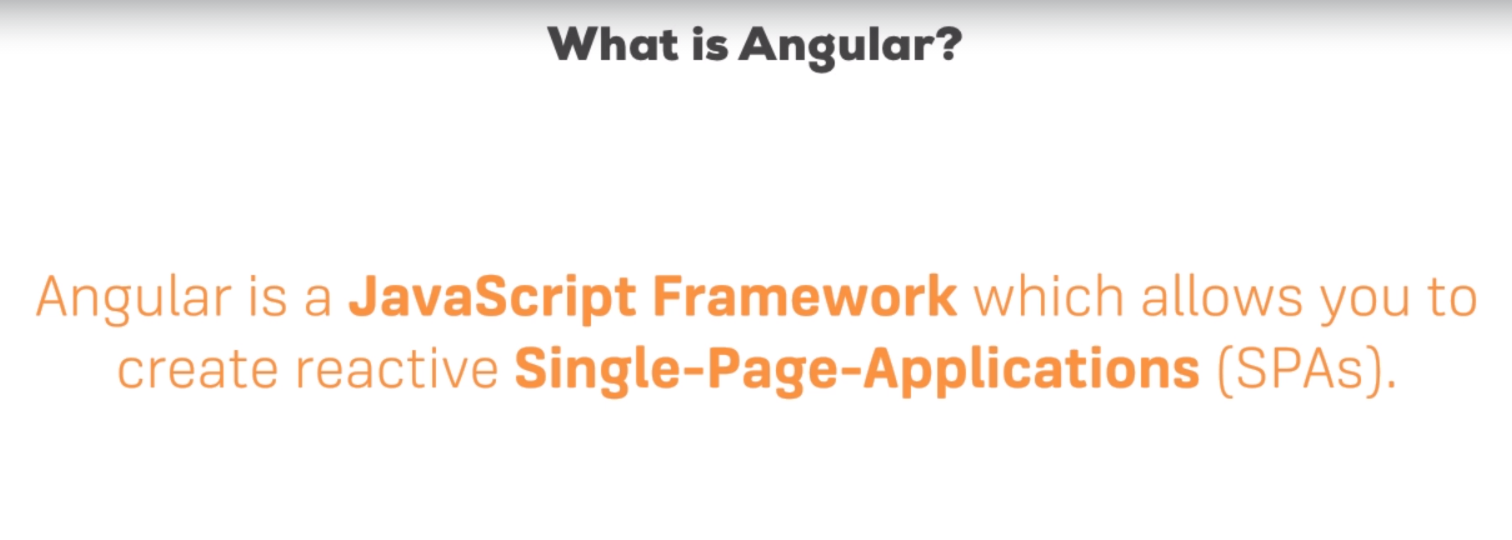 What is Angular?
Angular is a JavaScript Framework which allows you to
create reactive Single-Page-Applications (SPAs).